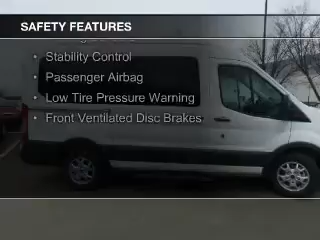 SAFETY FEATURES
• Stability Control
• Passenger Airbag
• Low Tire Pressure Warning
• Front Ventilated Disc Brakes